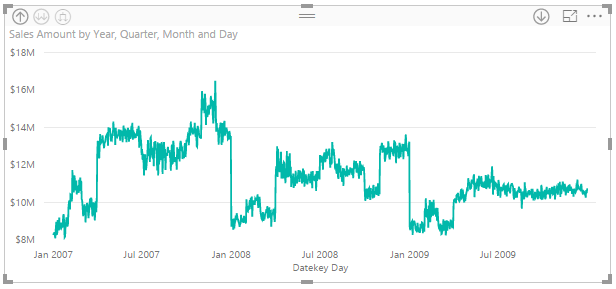 Sales Amount by Year, Quarter, Month and Day
$18M
$16M
$14M
$12M
$10M
$8M
Jan 2007 Jul 2007 Jan 2008 Jul 2008 Jan 2009 Jul 2009
Datekey Day